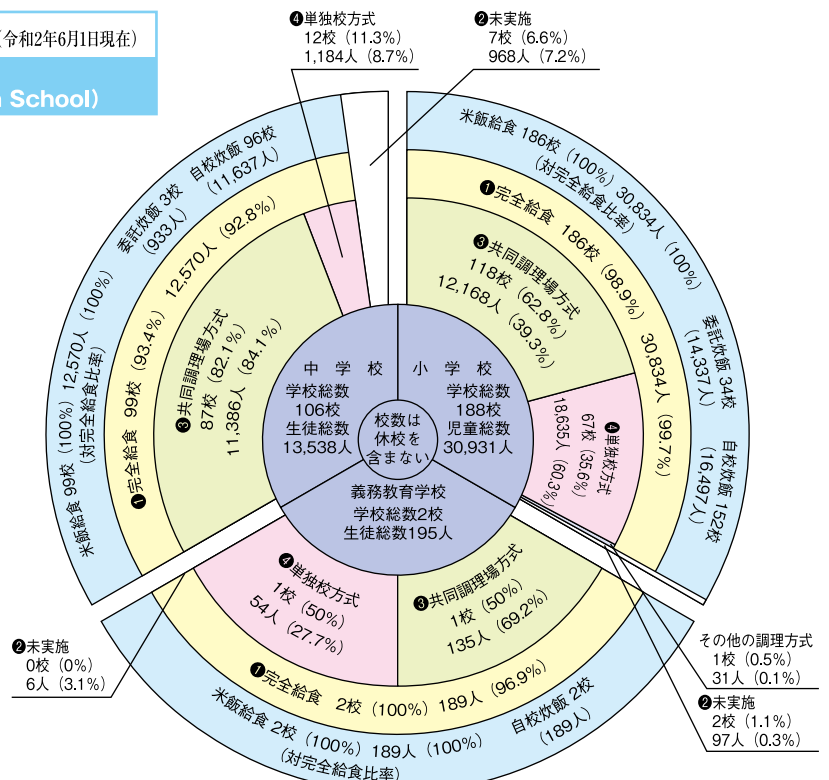 （令和2年6月1日現在）
School)
❹単独校方式
12校（11.3%）
1,184人（8.7%）
❷未実施
7校（6.6%）
968人（7.2%）
米飯給食 186校（100%）30,834人（100%）
（対完全給食比率）
委託炊飯 34校
（14,337人）
自校炊飯 152校
（16,497人）
❶完全給食 186校（98.9%）30,834人（99.7%）
❸共同調理場方式
118校（62.8%）
12,168人（39.3%）
❹単独校方式
67校（35.6%）
18,635人（60.3%）
その他の調理方式
1校（0.5%）
31人（0.1%）
❷未実施
2校（1.1%）
97人（0.3%）
小学校
学校総数
188校
児童総数
30,931人
中学校
学校総数
106校
生徒総数
13,538人
校数は
休校を
含まない
義務教育学校
学校総数2校
生徒総数195人
米飯給食 99校（100%）12,570人（100%）
（対完全給食比率）
委託炊飯 3校
（933人）
自校炊飯 96校
（11,637人）
❶完全給食 99校（93.4%）12,570人（92.8%）
❸共同調理場方式
87校（82.1%）
11,386人（84.1%）
❹単独校方式
1校（50%）
54人（27.7%）
❸共同調理場方式
1校（50%）
135人（69.2%）
❷未実施
0校（0%）
6人（3.1%）
❶完全給食 2校（100%）189人（96.9%）
米飯給食 2校（100%）189人（100%）
（対完全給食比率）
自校炊飯 2校
（189人）